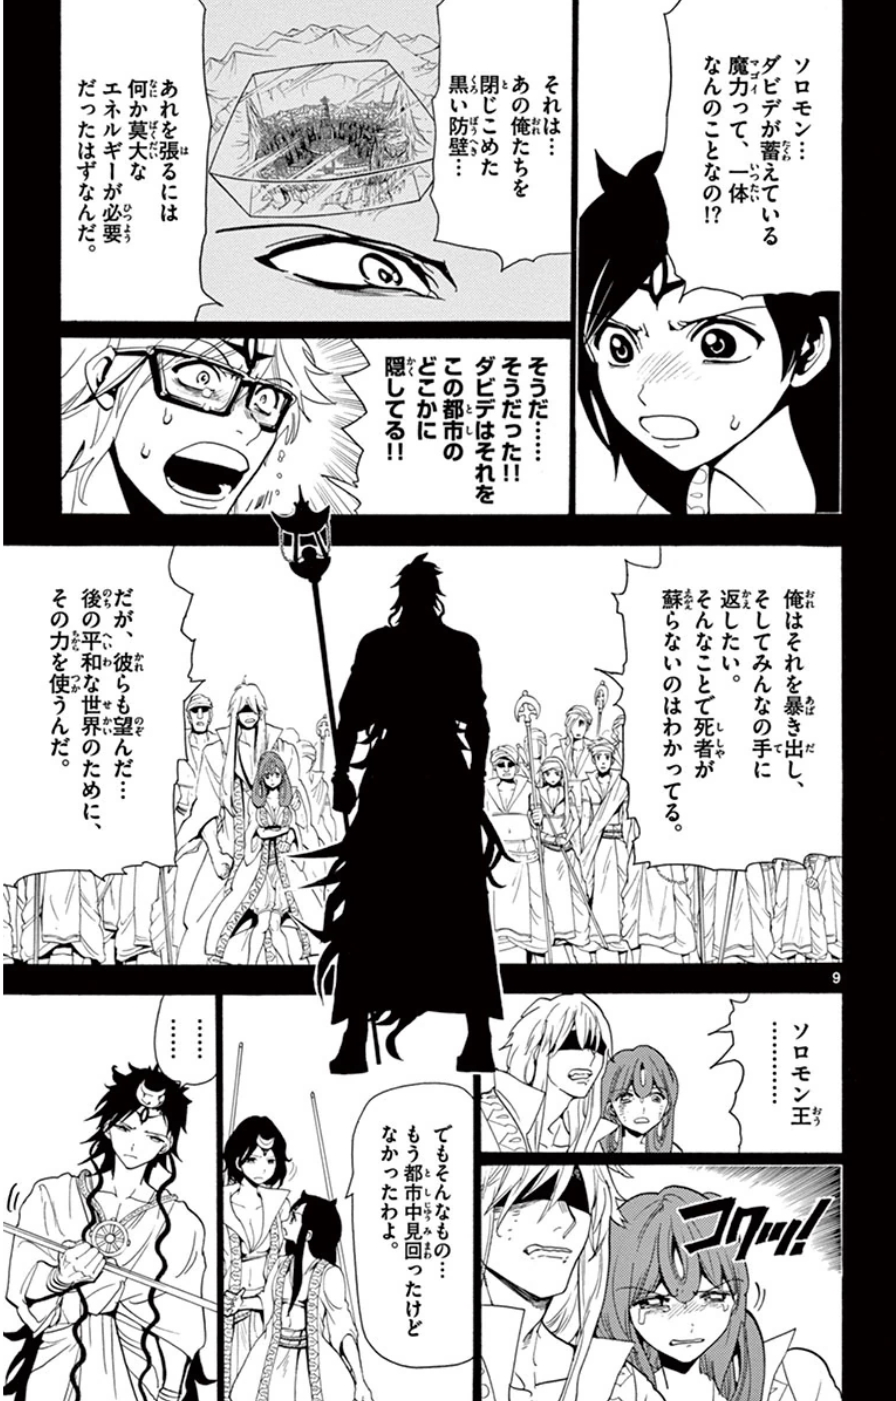 ソロモン…
ダビデが蓄えている
魔力って、一体
なんのことなの!?
それは…
あの俺たちを
閉じこめた
黒い防壁…
あれを張るには
何か莫大な
エネルギーが必要
だったはずなんだ。
そうだ……
そうだった!!
ダビデはそれを
この都市の
どこかに
隠してる!!
俺はそれを暴き出し、
そしてみんなの手に
返したい。
そんなことで死者が
蘇らないのはわかってる。
だが、彼らも望んだ…
後の平和な世界のために、
その力を使うんだ。
9
ソロモン王
…………
コクッ!
でもそんなもの…
もう都市中見回ったけど
なかったわよ。
……
……